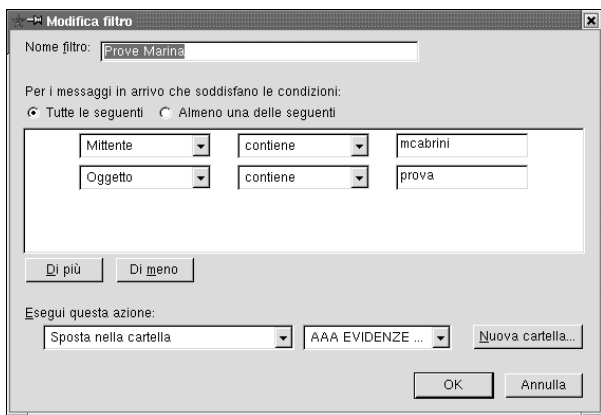 Modifica filtro
Nome filtro: Prove Marina
Per i messaggi in arrivo che soddisfano le condizioni:
Tutte le seguenti Almeno una delle seguenti
Mittente contiene mcabrini
Oggetto contiene prova
Di più Di meno
Esegui questa azione:
Sposta nella cartella AAA EVIDENZE ... Nuova cartella...
OK Annulla